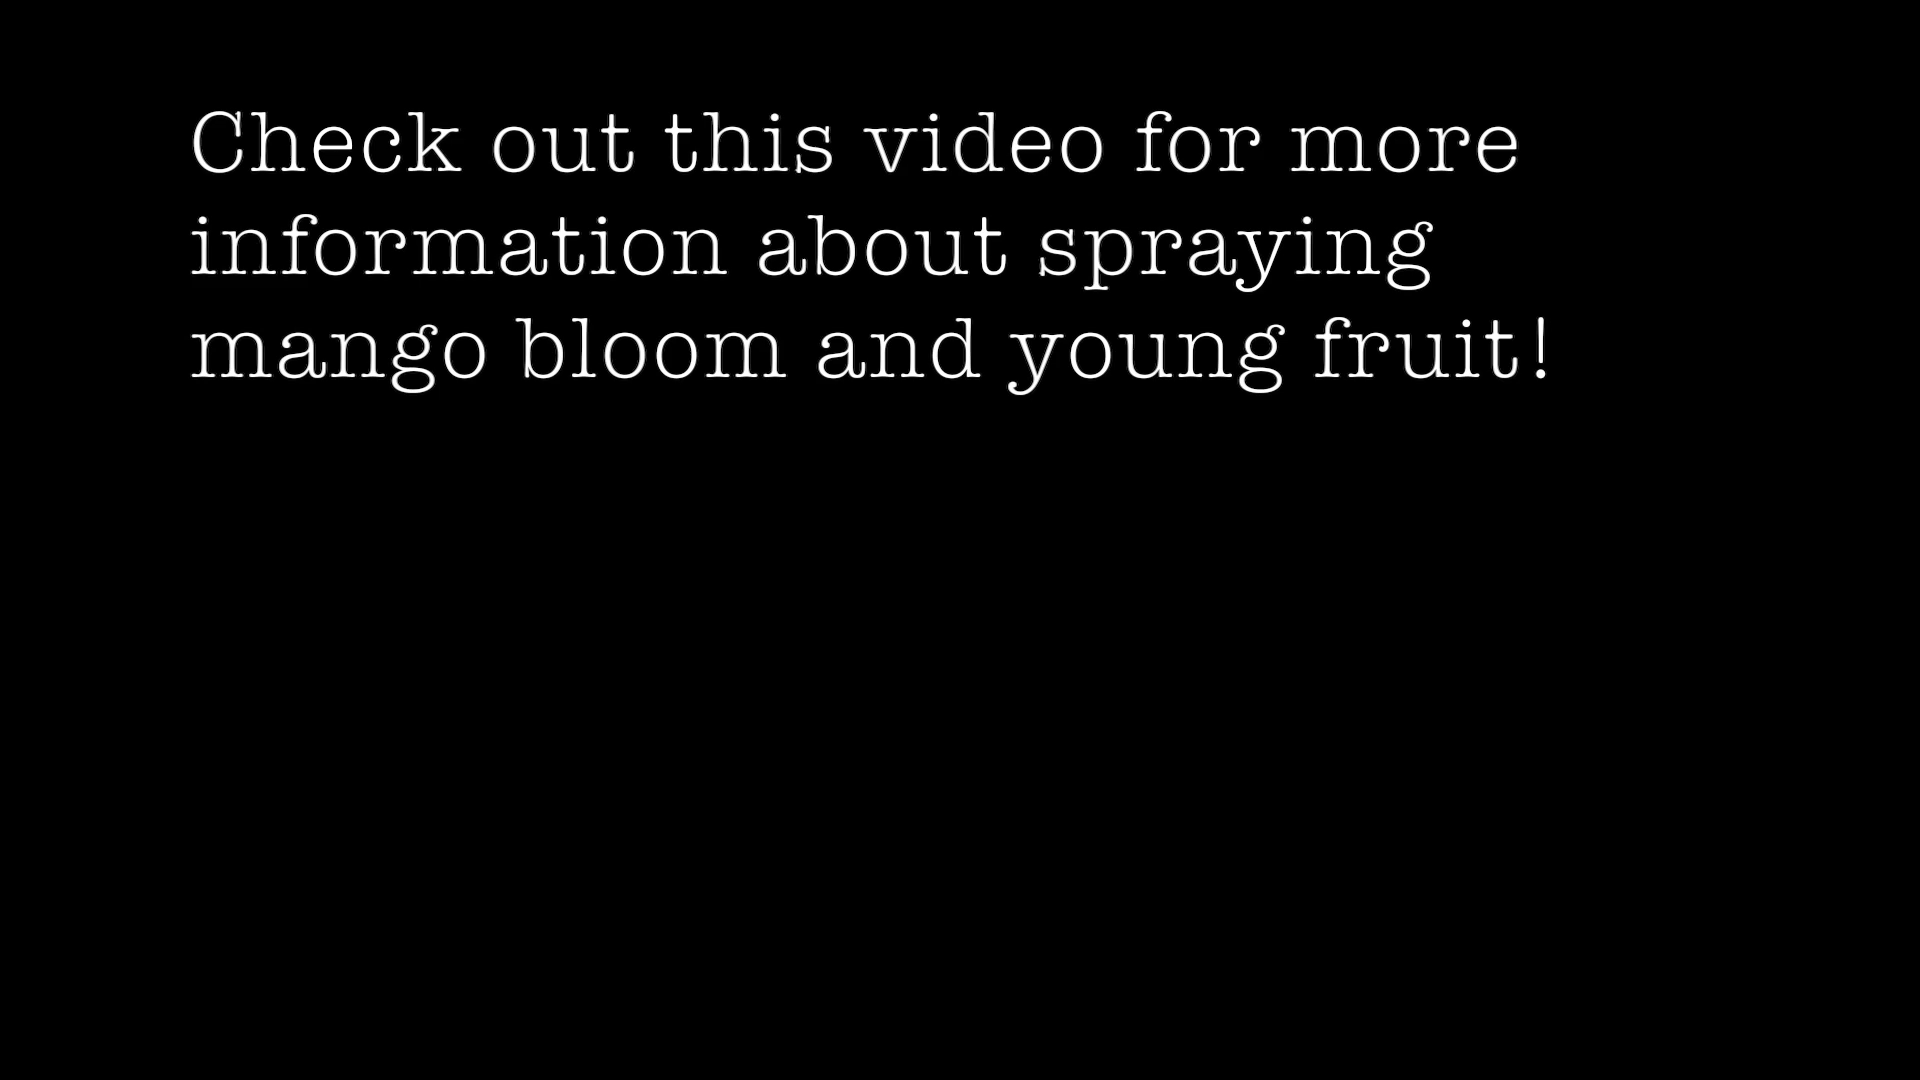 Check out this video for more
information about spraying
mango bloom and young fruit!